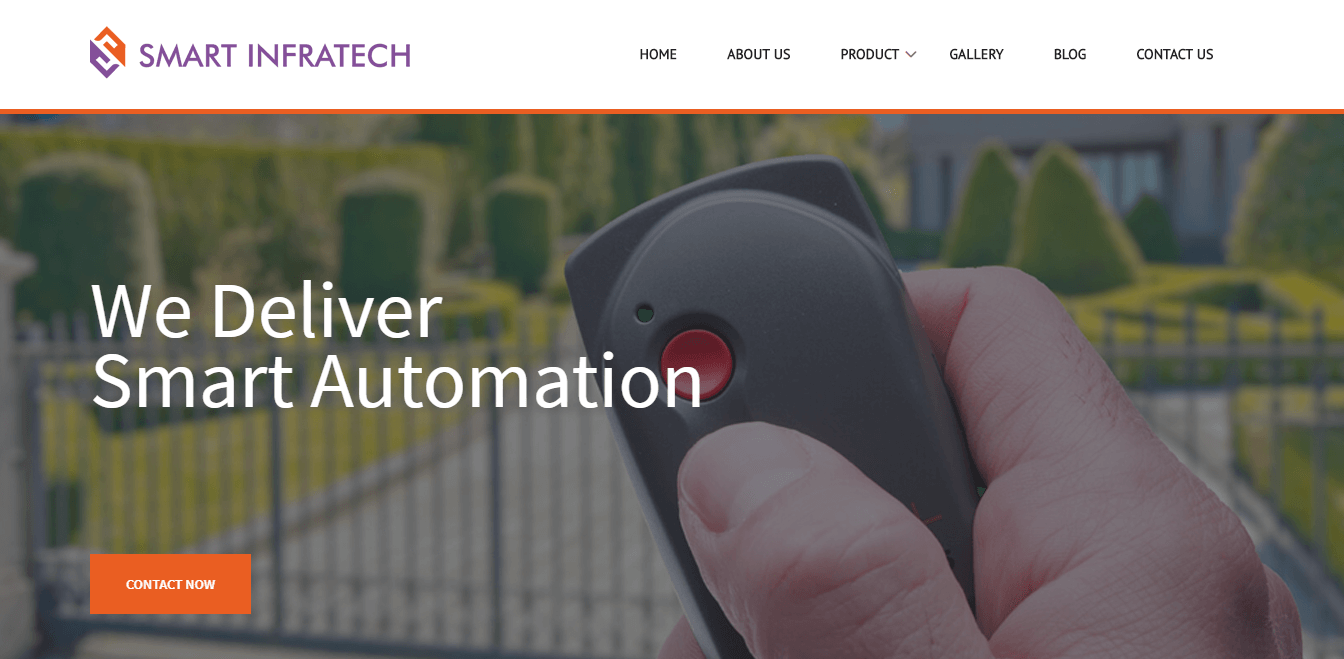 SMART INFRATECH
HOME ABOUT US PRODUCT GALLERY BLOG CONTACT US
We Deliver
Smart Automation
CONTACT NOW